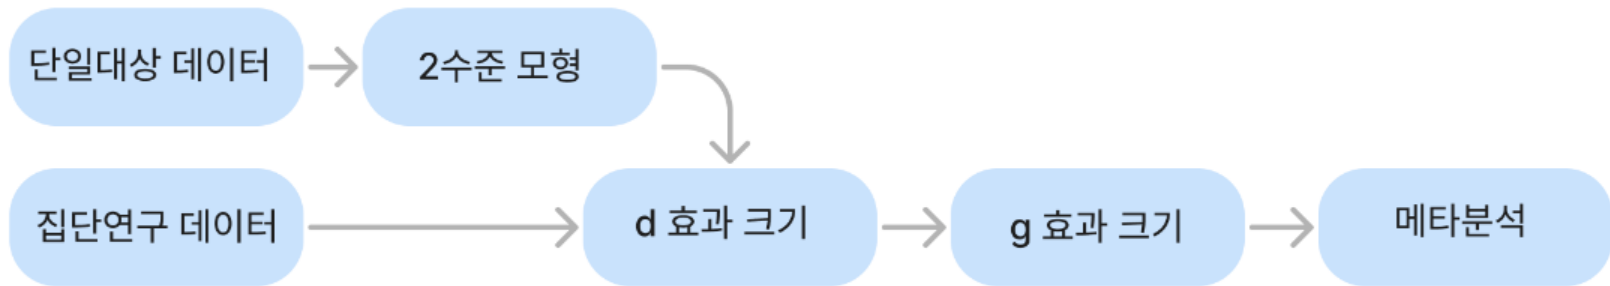 단일대상 데이터
2수준 모형
집단연구 데이터
d 효과 크기
g 효과 크기
메타분석